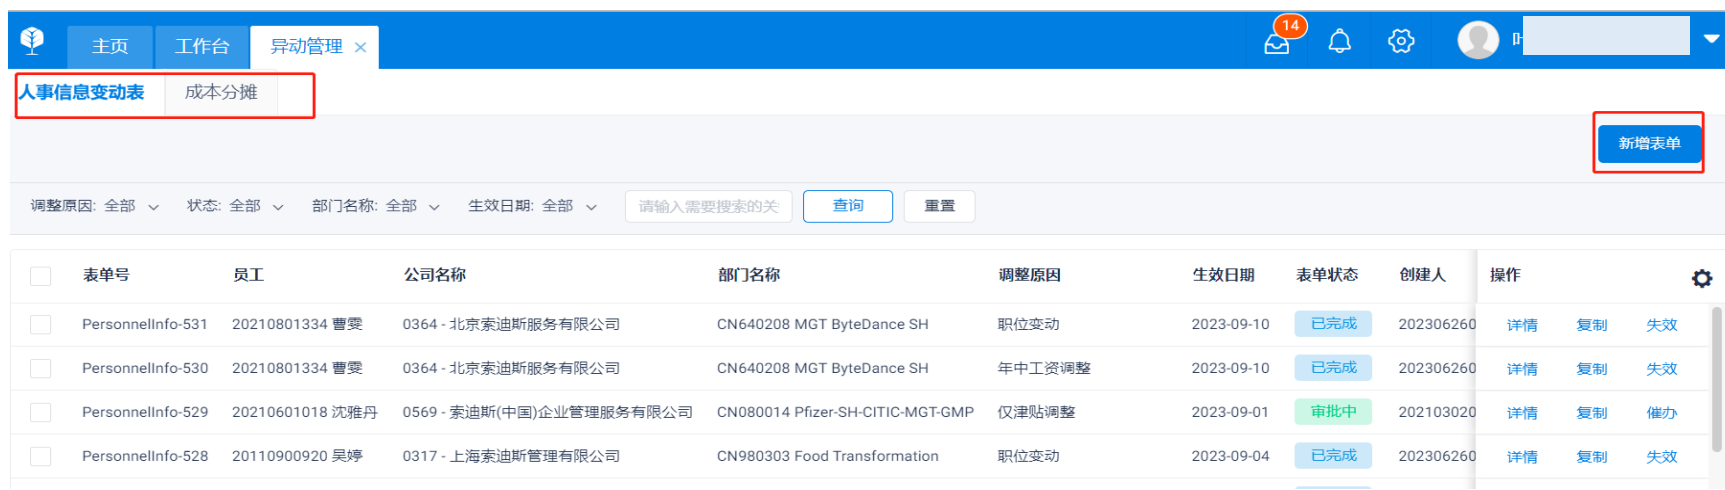 14
主页 工作台 异动管理 ×
人事信息变动表 成本分摊
新增表单
调整原因: 全部 状态: 全部 部门名称: 全部 生效日期: 全部 请输入需要搜索的关 查询 重置
表单号 员工 公司名称 部门名称 调整原因 生效日期 表单状态 创建人 操作
PersonnelInfo-531 20210801334 曹雯 0364 - 北京索迪斯服务有限公司 CN640208 MGT ByteDance SH 职位变动 2023-09-10 已完成 202306260 详情 复制 失效
PersonnelInfo-530 20210801334 曹雯 0364 - 北京索迪斯服务有限公司 CN640208 MGT ByteDance SH 年中工资调整 2023-09-10 已完成 202306260 详情 复制 失效
PersonnelInfo-529 20210601018 沈雅丹 0569 - 索迪斯(中国)企业管理服务有限公司 CN080014 Pfizer-SH-CITIC-MGT-GMP 仅津贴调整 2023-09-01 审批中 202103020 详情 复制 催办
PersonnelInfo-528 20110900920 吴婷 0317 - 上海索迪斯管理有限公司 CN980303 Food Transformation 职位变动 2023-09-04 已完成 202306260 详情 复制 失效